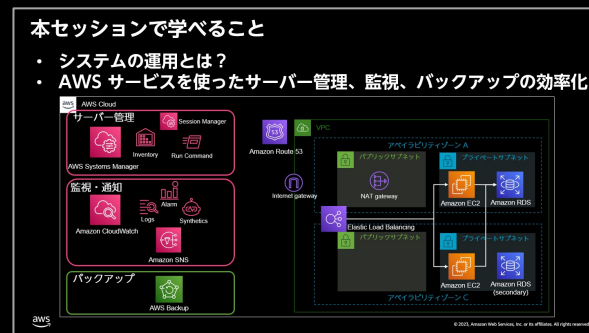 本セッションで学べること
• システムの運用とは？
• AWS サービスを使ったサーバー管理、監視、バックアップの効率化
aws AWS Cloud
サーバー管理
Session Manager
Inventory
Run Command
AWS Systems Manager
監視・通知
Alarm
Logs
Synthetics
Amazon CloudWatch
Amazon SNS
バックアップ
AWS Backup
Amazon Route 53
VPC
Internet gateway
アベイラビリティゾーン A
パブリックサブネット
プライベートサブネット
NAT gateway
Amazon EC2
Amazon RDS
Elastic Load Balancing
パブリックサブネット
プライベートサブネット
Amazon EC2
Amazon RDS
(secondary)
アベイラビリティゾーン C
aws
© 2023, Amazon Web Services, Inc. or its affiliates. All rights reserved